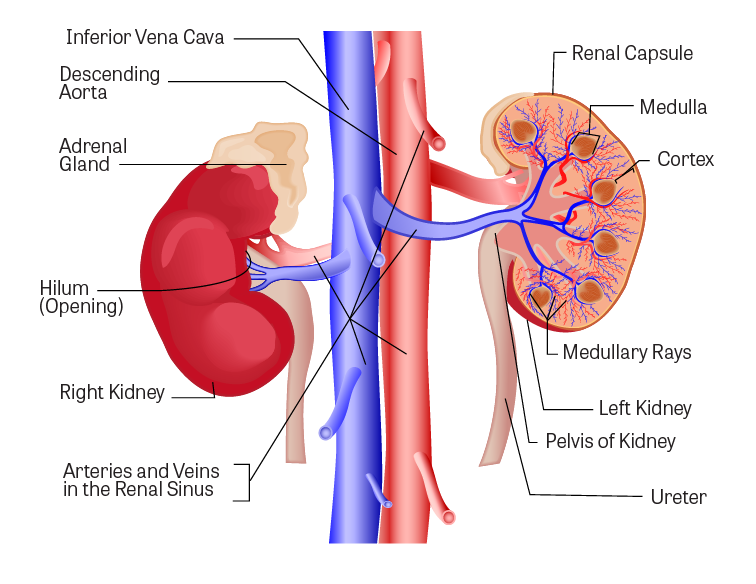 Inferior Vena Cava
Descending
Aorta
Adrenal
Gland
Hilum
(Opening)
Right Kidney
Arteries and Veins
in the Renal Sinus
Renal Capsule
Medulla
Cortex
Medullary Rays
Left Kidney
Pelvis of Kidney
Ureter